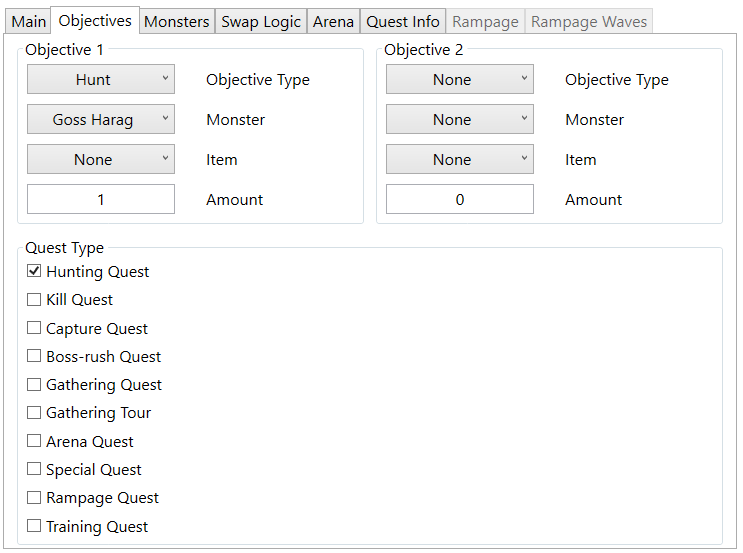 Main Objectives Monsters Swap Logic Arena Quest Info Rampage Rampage Waves
Objective 1 Objective 2
Hunt Objective Type None Objective Type
Goss Harag Monster None Monster
None Item None Item
1 Amount 0 Amount
Quest Type
Hunting Quest
Kill Quest
Capture Quest
Boss-rush Quest
Gathering Quest
Gathering Tour
Arena Quest
Special Quest
Rampage Quest
Training Quest